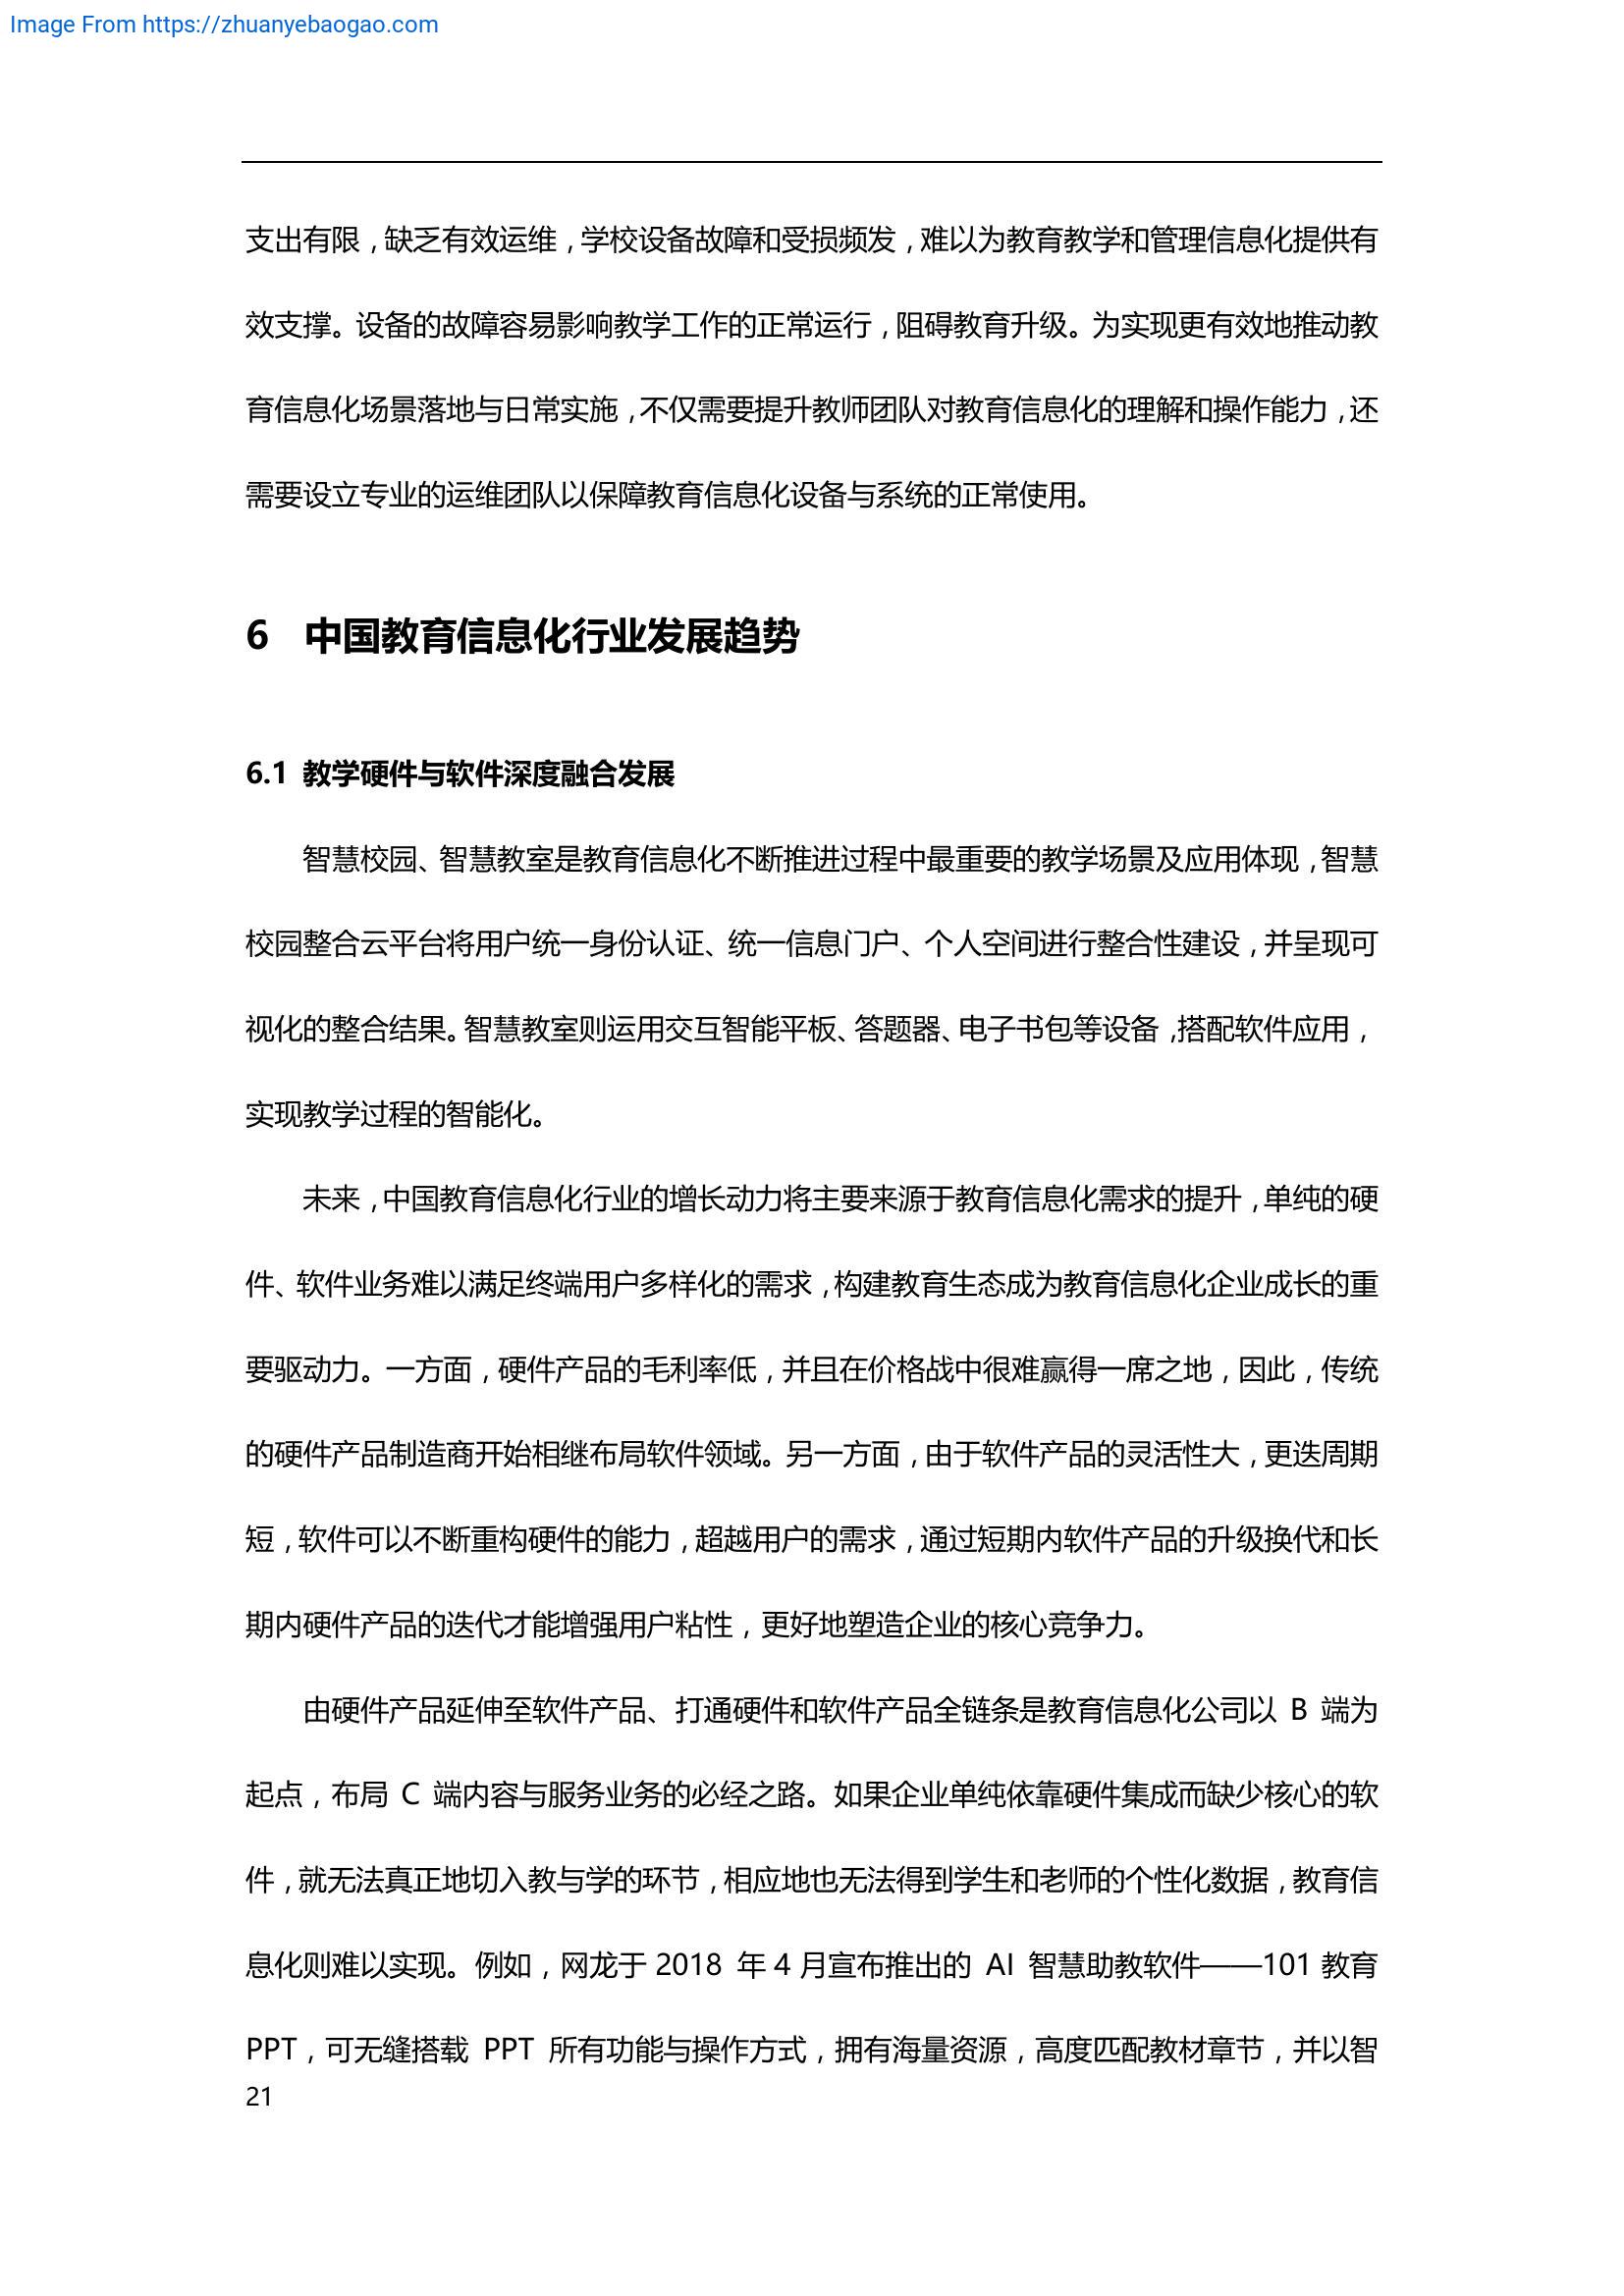 Image From https://zhuanyebaogao.com
支出有限，缺乏有效运维，学校设备故障和受损频发，难以为教育教学和管理信息化提供有
效支撑。设备的故障容易影响教学工作的正常运行，阻碍教育升级。为实现更有效地推动教
育信息化场景落地与日常实施，不仅需要提升教师团队对教育信息化的理解和操作能力，还
需要设立专业的运维团队以保障教育信息化设备与系统的正常使用。
6 中国教育信息化行业发展趋势
6.1 教学硬件与软件深度融合发展
智慧校园、智慧教室是教育信息化不断推进过程中最重要的教学场景及应用体现，智慧
校园整合云平台将用户统一身份认证、统一信息门户、个人空间进行整合性建设，并呈现可
视化的整合结果。智慧教室则运用交互智能平板、答题器、电子书包等设备，搭配软件应用，
实现教学过程的智能化。
未来，中国教育信息化行业的增长动力将主要来源于教育信息化需求的提升，单纯的硬
件、软件业务难以满足终端用户多样化的需求，构建教育生态成为教育信息化企业成长的重
要驱动力。一方面，硬件产品的毛利率低，并且在价格战中很难赢得一席之地，因此，传统
的硬件产品制造商开始相继布局软件领域。另一方面，由于软件产品的灵活性大，更迭周期
短，软件可以不断重构硬件的能力，超越用户的需求，通过短期内软件产品的升级换代和长
期内硬件产品的迭代才能增强用户粘性，更好地塑造企业的核心竞争力。
由硬件产品延伸至软件产品、打通硬件和软件产品全链条是教育信息化公司以 B 端为
起点，布局 C 端内容与服务业务的必经之路。如果企业单纯依靠硬件集成而缺少核心的软
件，就无法真正地切入教与学的环节，相应地也无法得到学生和老师的个性化数据，教育信
息化则难以实现。例如，网龙于 2018 年 4 月宣布推出的 AI 智慧助教软件——101 教育
PPT，可无缝搭载 PPT 所有功能与操作方式，拥有海量资源，高度匹配教材章节，并以智
21